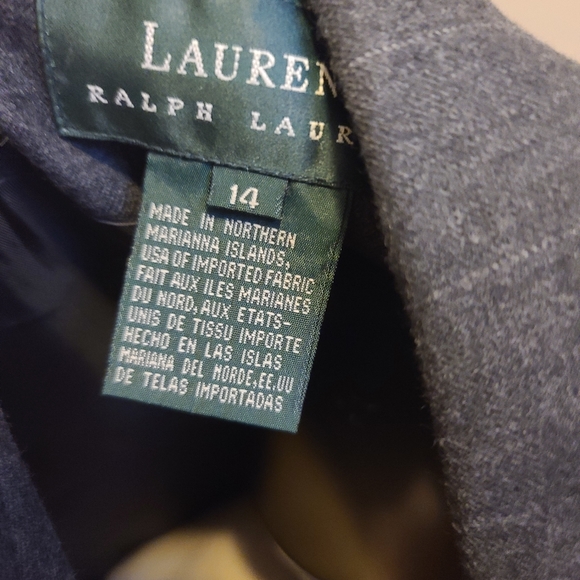 LAUREN
RALPH LAUR
14
MADE IN NORTHERN
MARIANNA ISLANDS,
USA OF IMPORTED FABRIC
FAIT AUX ILES MARIANES
DU NORD, AUX ETATS-
UNIS DE TISSU IMPORTE
HECHO EN LAS ISLAS
MARIANA DEL NORDE, EE.UU
DE TELAS IMPORTADAS